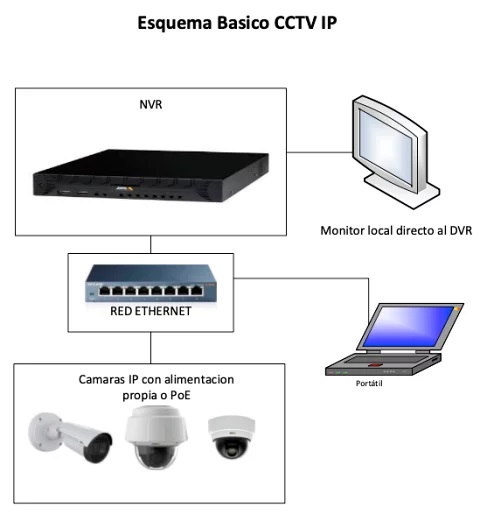 Esquema Basico CCTV IP
NVR
Monitor local directo al DVR
RED ETHERNET
Portátil
Camaras IP con alimentacion
propia o PoE